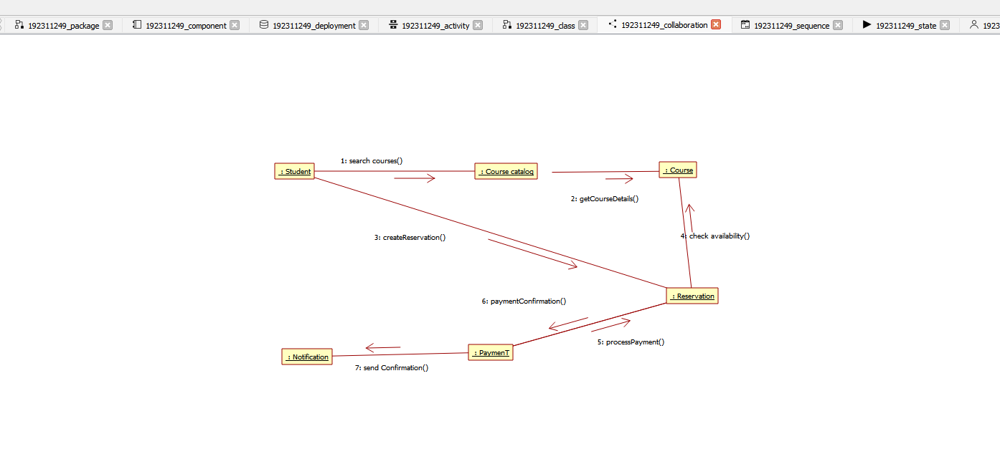 192311249_package
192311249_component
192311249_deployment
192311249_activity
192311249_class
192311249_collaboration
192311249_sequence
192311249_state
1923
1: search courses()
: Student
: Course catalog
: Course
2: getCourseDetails()
3: createReservation()
4: check availability()
: Reservation
6: paymentConfirmation()
5: processPayment()
: PaymenT
: Notification
7: send Confirmation()